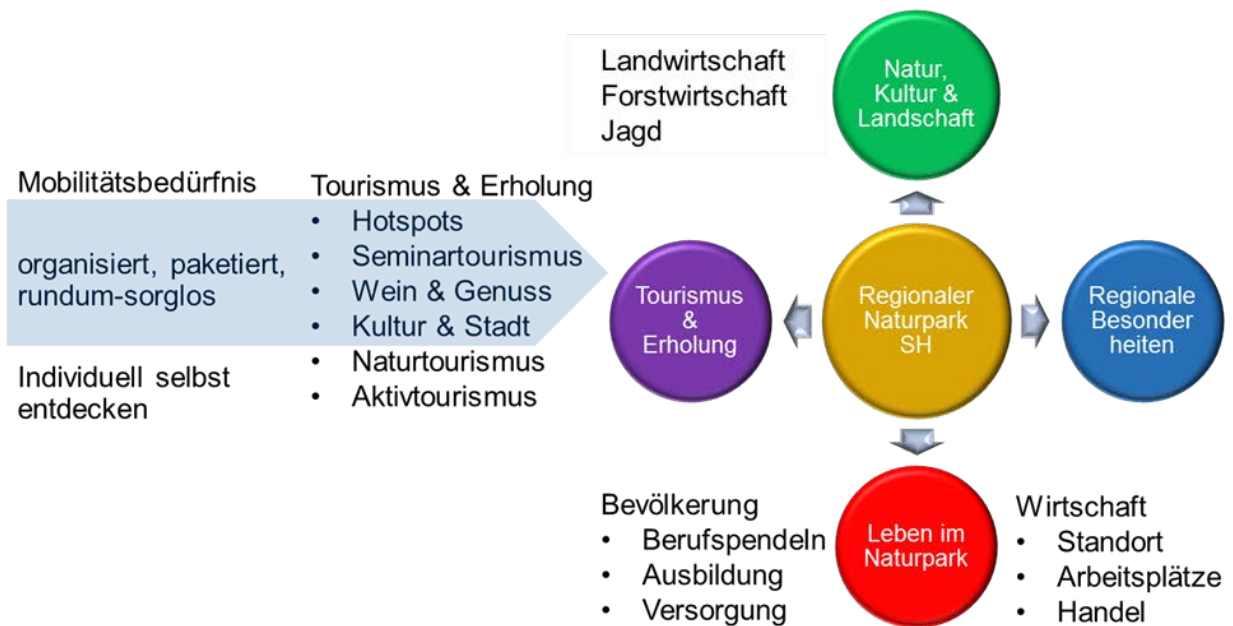 Landwirtschaft
Forstwirtschaft
Jagd
Natur,
Kultur &
Landschaft
Mobilitätsbedürfnis
organisiert, paketiert,
rundum-sorglos
Individuell selbst
entdecken
Tourismus & Erholung
• Hotspots
• Seminartourismus
• Wein & Genuss
• Kultur & Stadt
• Naturtourismus
• Aktivtourismus
Tourismus
&
Erholung
Regionaler
Naturpark
SH
Regionale
Besonder
heiten
Bevölkerung
• Berufspendeln
• Ausbildung
• Versorgung
Leben im
Naturpark
Wirtschaft
• Standort
• Arbeitsplätze
• Handel